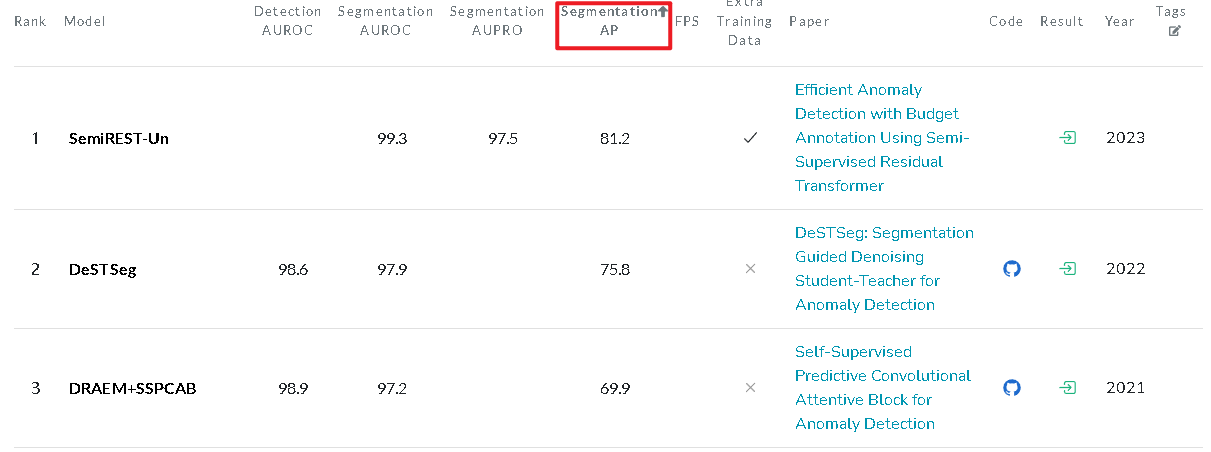 Rank Model Detection AUROC Segmentation AUROC Segmentation AUPRO Segmentation AP FPS Extra Training Data Paper Code Result Year Tags
1 SemiREST-Un 99.3 97.5 81.2 Efficient Anomaly
Detection with Budget
Annotation Using Semi-
Supervised Residual
Transformer 2023
2 DeSTSeg 98.6 97.9 75.8 DeSTSeg: Segmentation
Guided Denoising
Student-Teacher for
Anomaly Detection 2022
3 DRAEM+SSPCAB 98.9 97.2 69.9 Self-Supervised
Predictive Convolutional
Attentive Block for
Anomaly Detection 2021